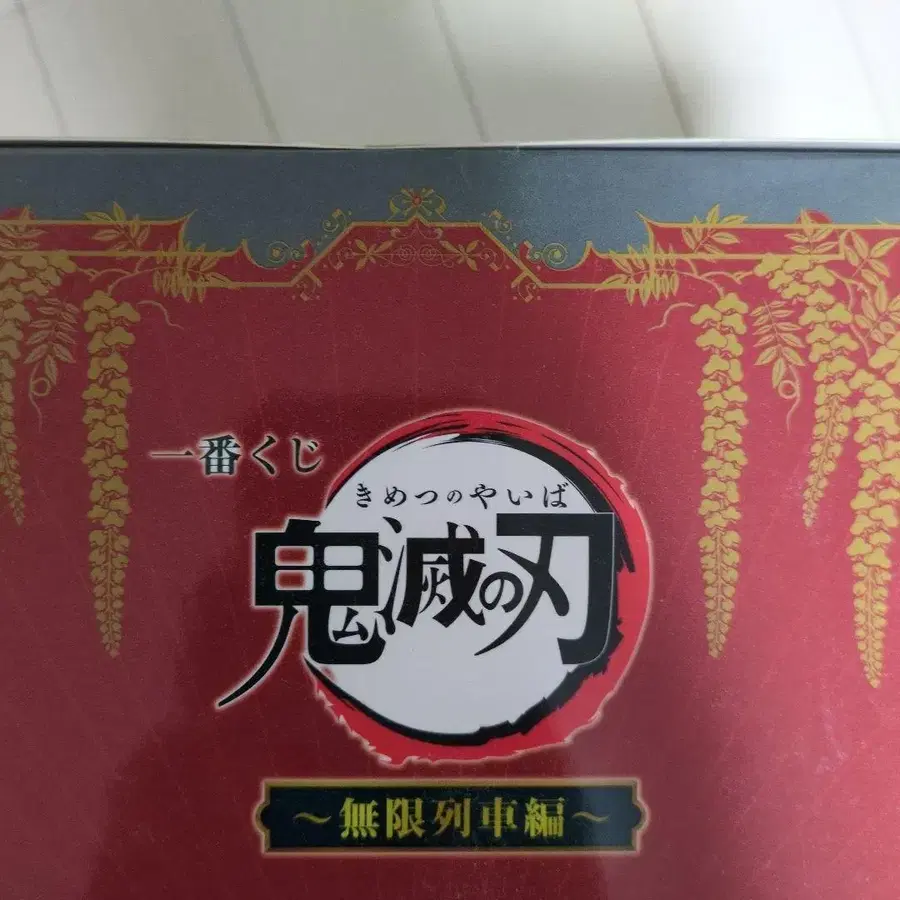 一番くじ
きめつのやいば
鬼滅の刃
～無限列車編～